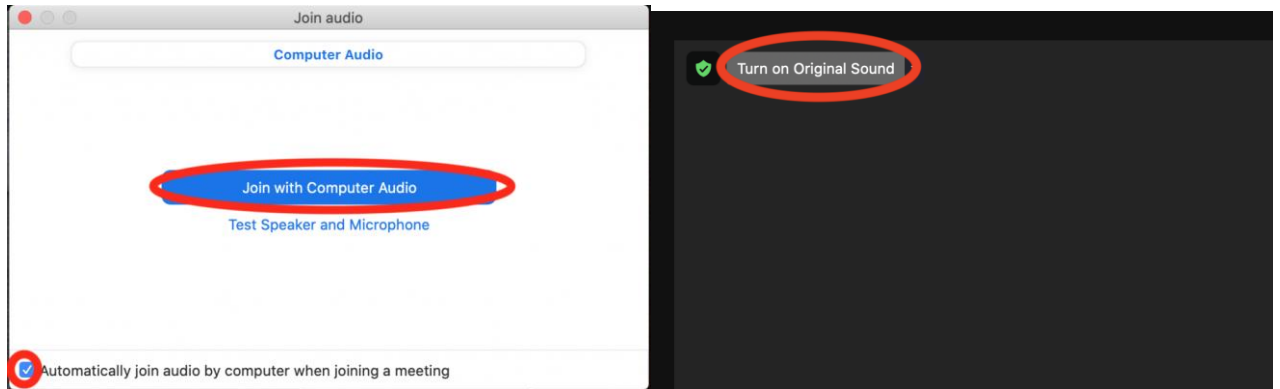 Join audio
Computer Audio
Join with Computer Audio
Test Speaker and Microphone
Automatically join audio by computer when joining a meeting
Turn on Original Sound